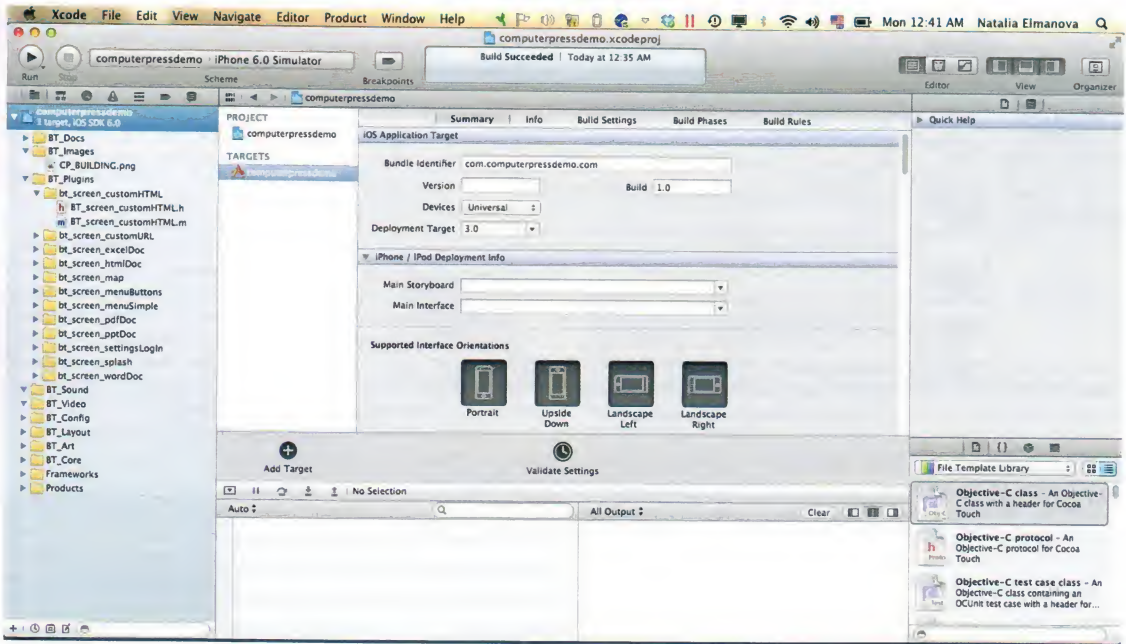 Xcode File Edit View Navigate Editor Product Window Help Mon 12:41 AM Natalia Elmanova
computerpressdemo.xcodeproj
computerpressdemo iPhone 6.0 Simulator
Build Succeeded | Today at 12:35 AM
Run Stop Scheme Breakpoints Editor View Organizer
computerpressdemo
computerpressdemo
1 target, iOS SDK 6.0
BT_Docs
BT_Images
CP_BUILDING.png
BT_Plugins
bt_screen_customHTML
BT_screen_customHTML.h
BT_screen_customHTML.m
bt_screen_customURL
bt_screen_excelDoc
bt_screen_htmlDoc
bt_screen_map
bt_screen_menuButtons
bt_screen_menuSimple
bt_screen_pdfDoc
bt_screen_pptDoc
bt_screen_settingsLogIn
bt_screen_splash
bt_screen_wordDoc
BT_Sound
BT_Video
BT_Config
BT_Layout
BT_Art
BT_Core
Frameworks
Products
PROJECT
computerpressdemo
TARGETS
computerpressdemo
Summary Info Build Settings Build Phases Build Rules
iOS Application Target
Bundle Identifier com.computerpressdemo.com
Version Build 1.0
Devices Universal
Deployment Target 3.0
iPhone / iPod Deployment Info
Main Storyboard
Main Interface
Supported Interface Orientations
Portrait
Upside Down
Landscape Left
Landscape Right
Add Target
Validate Settings
No Selection
Auto
All Output
Clear
Quick Help
File Template Library
Objective-C class - An Objective-
C class with a header for Cocoa
Touch
Objective-C protocol - An
Objective-C protocol for Cocoa
Touch
Objective-C test case class - An
Objective-C class containing an
OCUnit test case with a header for...